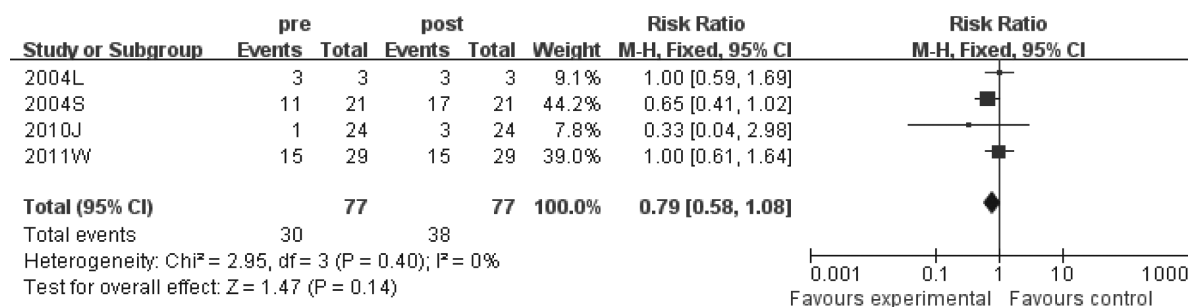 pre post Risk Ratio Risk Ratio
Study or Subgroup Events Total Events Total Weight M-H, Fixed, 95% CI M-H, Fixed, 95% CI
2004L 3 3 3 3 9.1% 1.00 [0.59, 1.69]
2004S 11 21 17 21 44.2% 0.65 [0.41, 1.02]
2010J 1 24 3 24 7.8% 0.33 [0.04, 2.98]
2011W 15 29 15 29 39.0% 1.00 [0.61, 1.64]
Total (95% CI) 77 77 100.0% 0.79 [0.58, 1.08]
Total events 30 38
Heterogeneity: Chi² = 2.95, df = 3 (P = 0.40); I² = 0%
Test for overall effect: Z = 1.47 (P = 0.14)
0.001 0.1 1 10 1000
Favours experimental Favours control